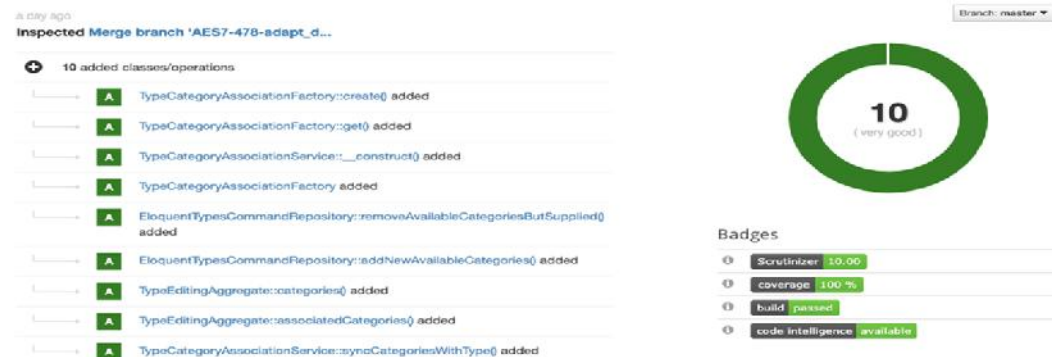 a day ago
Inspected Merge branch 'AES7-478-adapt_d...
10 added classes/operations
A TypeCategoryAssociationFactory::create() added
A TypeCategoryAssociationFactory::get() added
A TypeCategoryAssociationService::__construct() added
A TypeCategoryAssociationFactory added
A EloquentTypesCommandRepository::removeAvailableCategoriesButSupplied()
added
A EloquentTypesCommandRepository::addNewAvailableCategories() added
A TypeEditingAggregate::categories() added
A TypeEditingAggregate::associatedCategories() added
A TypeCategoryAssociationService::syncCategoriesWithType() added
Branch: master
10
( very good )
Badges
Scrutinizer 10.00
coverage 100 %
build passed
code intelligence available